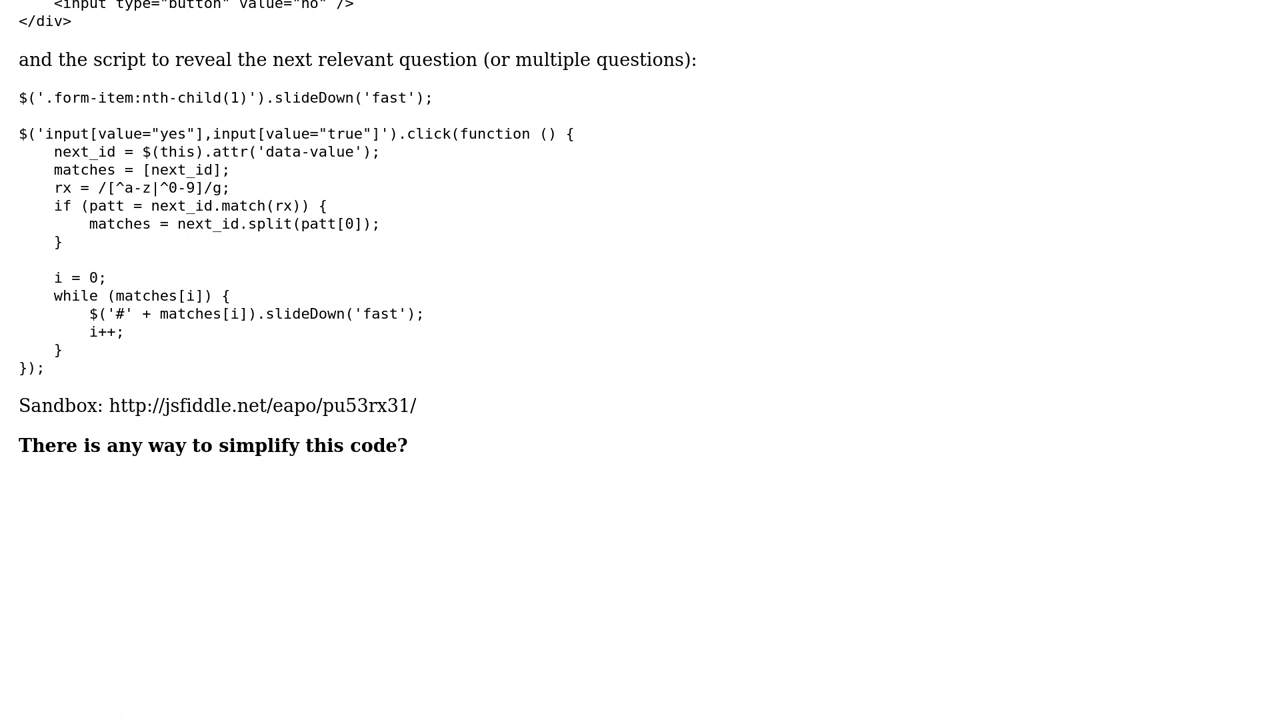 <input type="button" value="no" />
</div>
and the script to reveal the next relevant question (or multiple questions):
$('.form-item:nth-child(1)').slideDown('fast');
$('input[value="yes"],input[value="true"]').click(function () {
    next_id = $(this).attr('data-value');
    matches = [next_id];
    rx = /[^a-z|^0-9]/g;
    if (patt = next_id.match(rx)) {
        matches = next_id.split(patt[0]);
    }
    i = 0;
    while (matches[i]) {
        $('#' + matches[i]).slideDown('fast');
        i++;
    }
});
Sandbox: http://jsfiddle.net/eapo/pu53rx31/
There is any way to simplify this code?